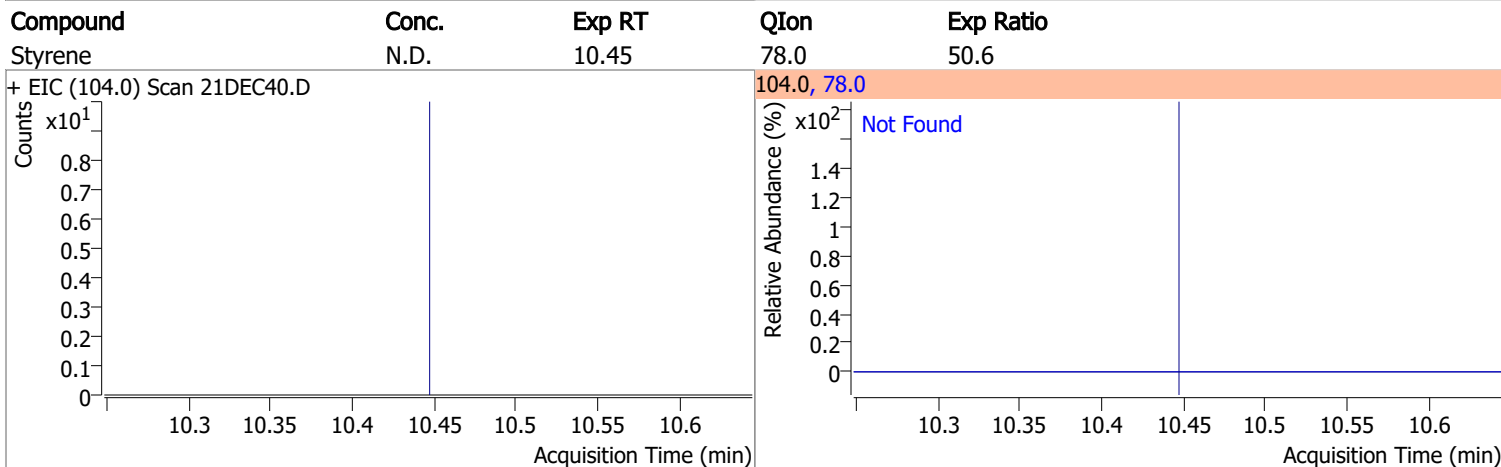 Compound Conc. Exp RT QIon Exp Ratio
Styrene N.D. 10.45 78.0 50.6
+ EIC (104.0) Scan 21DEC40.D
Counts
x10¹
0.8
0.7
0.6
0.5
0.4
0.3
0.2
0.1
0
10.3 10.35 10.4 10.45 10.5 10.55 10.6
Acquisition Time (min)
104.0, 78.0
Relative Abundance (%)
x10²
Not Found
1.4
1.2
1
0.8
0.6
0.4
0.2
0
10.3 10.35 10.4 10.45 10.5 10.55 10.6
Acquisition Time (min)